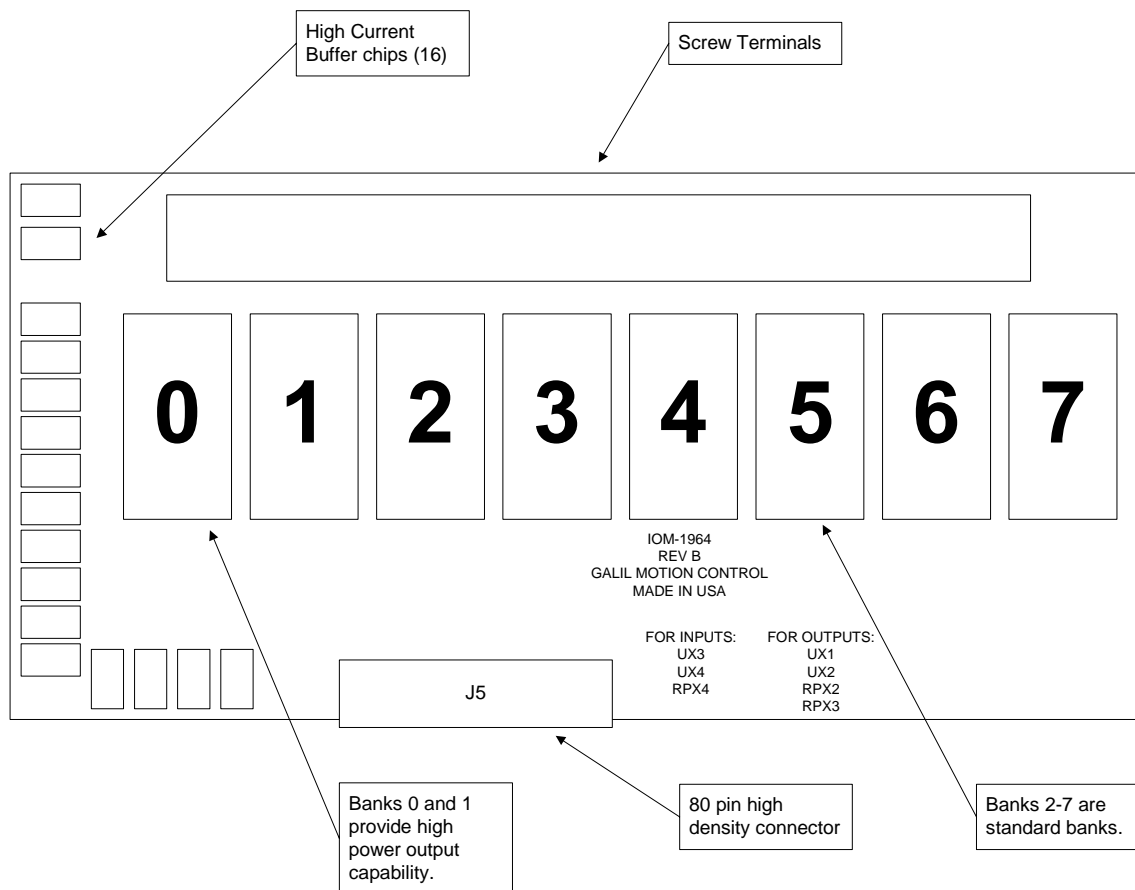 High Current
Buffer chips (16)
Screw Terminals
0 1 2 3 4 5 6 7
IOM-1964
REV B
GALIL MOTION CONTROL
MADE IN USA
FOR INPUTS:
UX3
UX4
RPX4
FOR OUTPUTS:
UX1
UX2
RPX2
RPX3
J5
Banks 0 and 1
provide high
power output
capability.
80 pin high
density connector
Banks 2-7 are
standard banks.